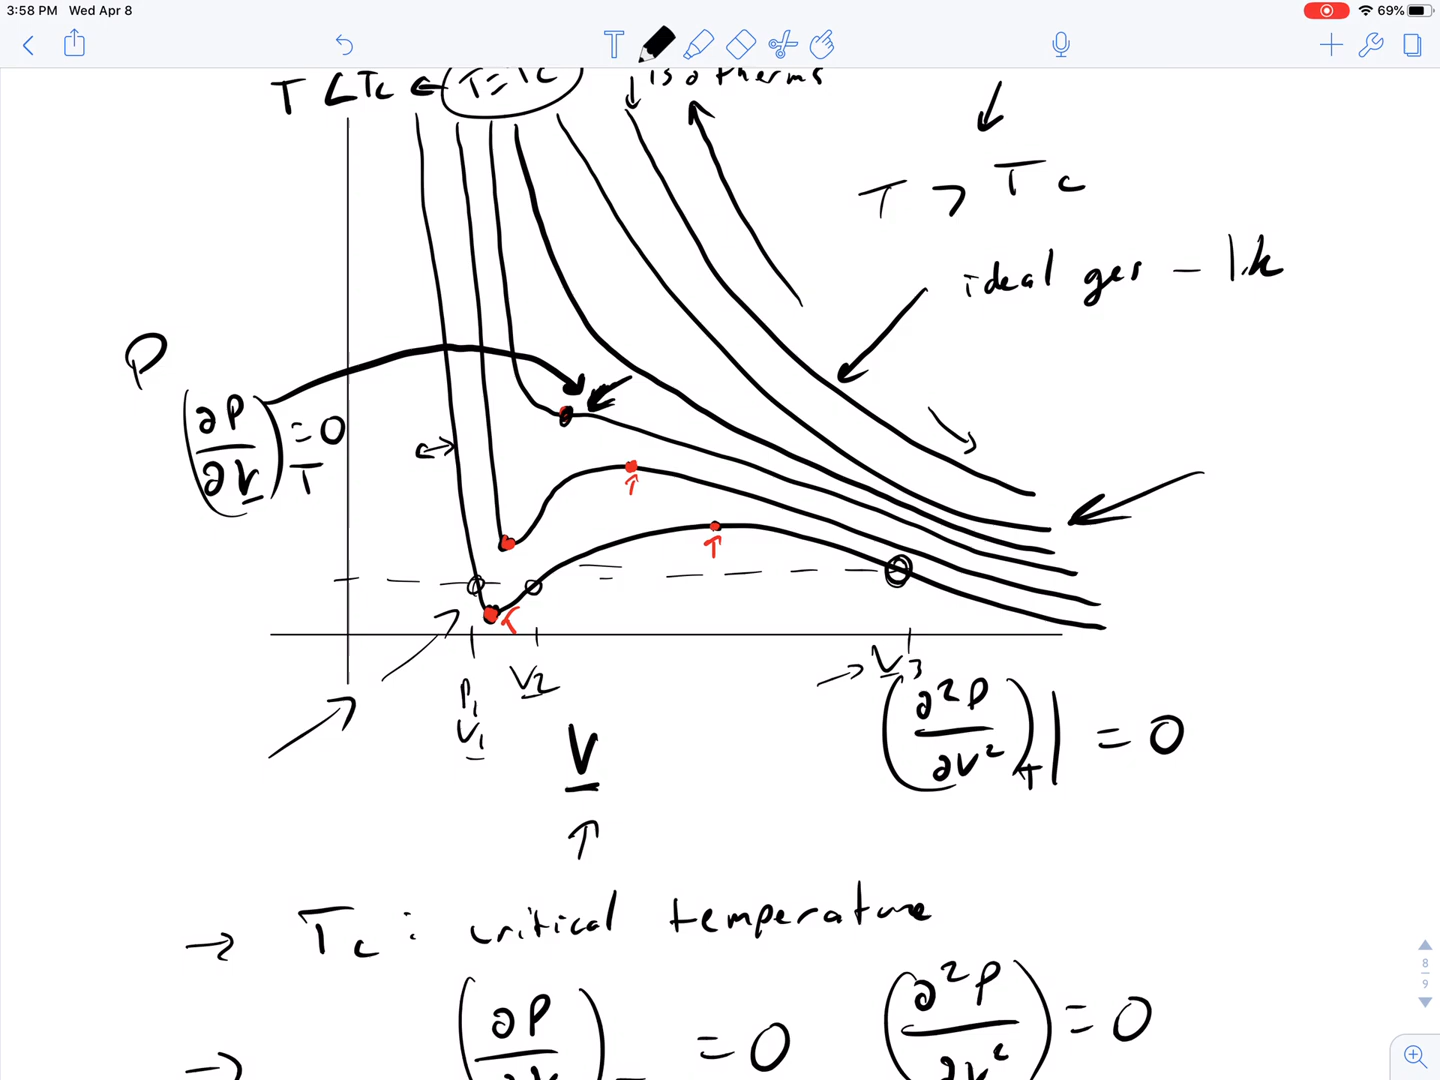 3:58 PM Wed Apr 8
69%
T < Tc ← T = Tc
isotherms
T > Tc
ideal gas - lik
P
(∂P/∂V)T = 0
P1
V1
V2
V3
V
(∂²P/∂V²)T = 0
→ Tc : critical temperature
→ (∂P/∂V) = 0 (∂²P/∂V²) = 0
8
9